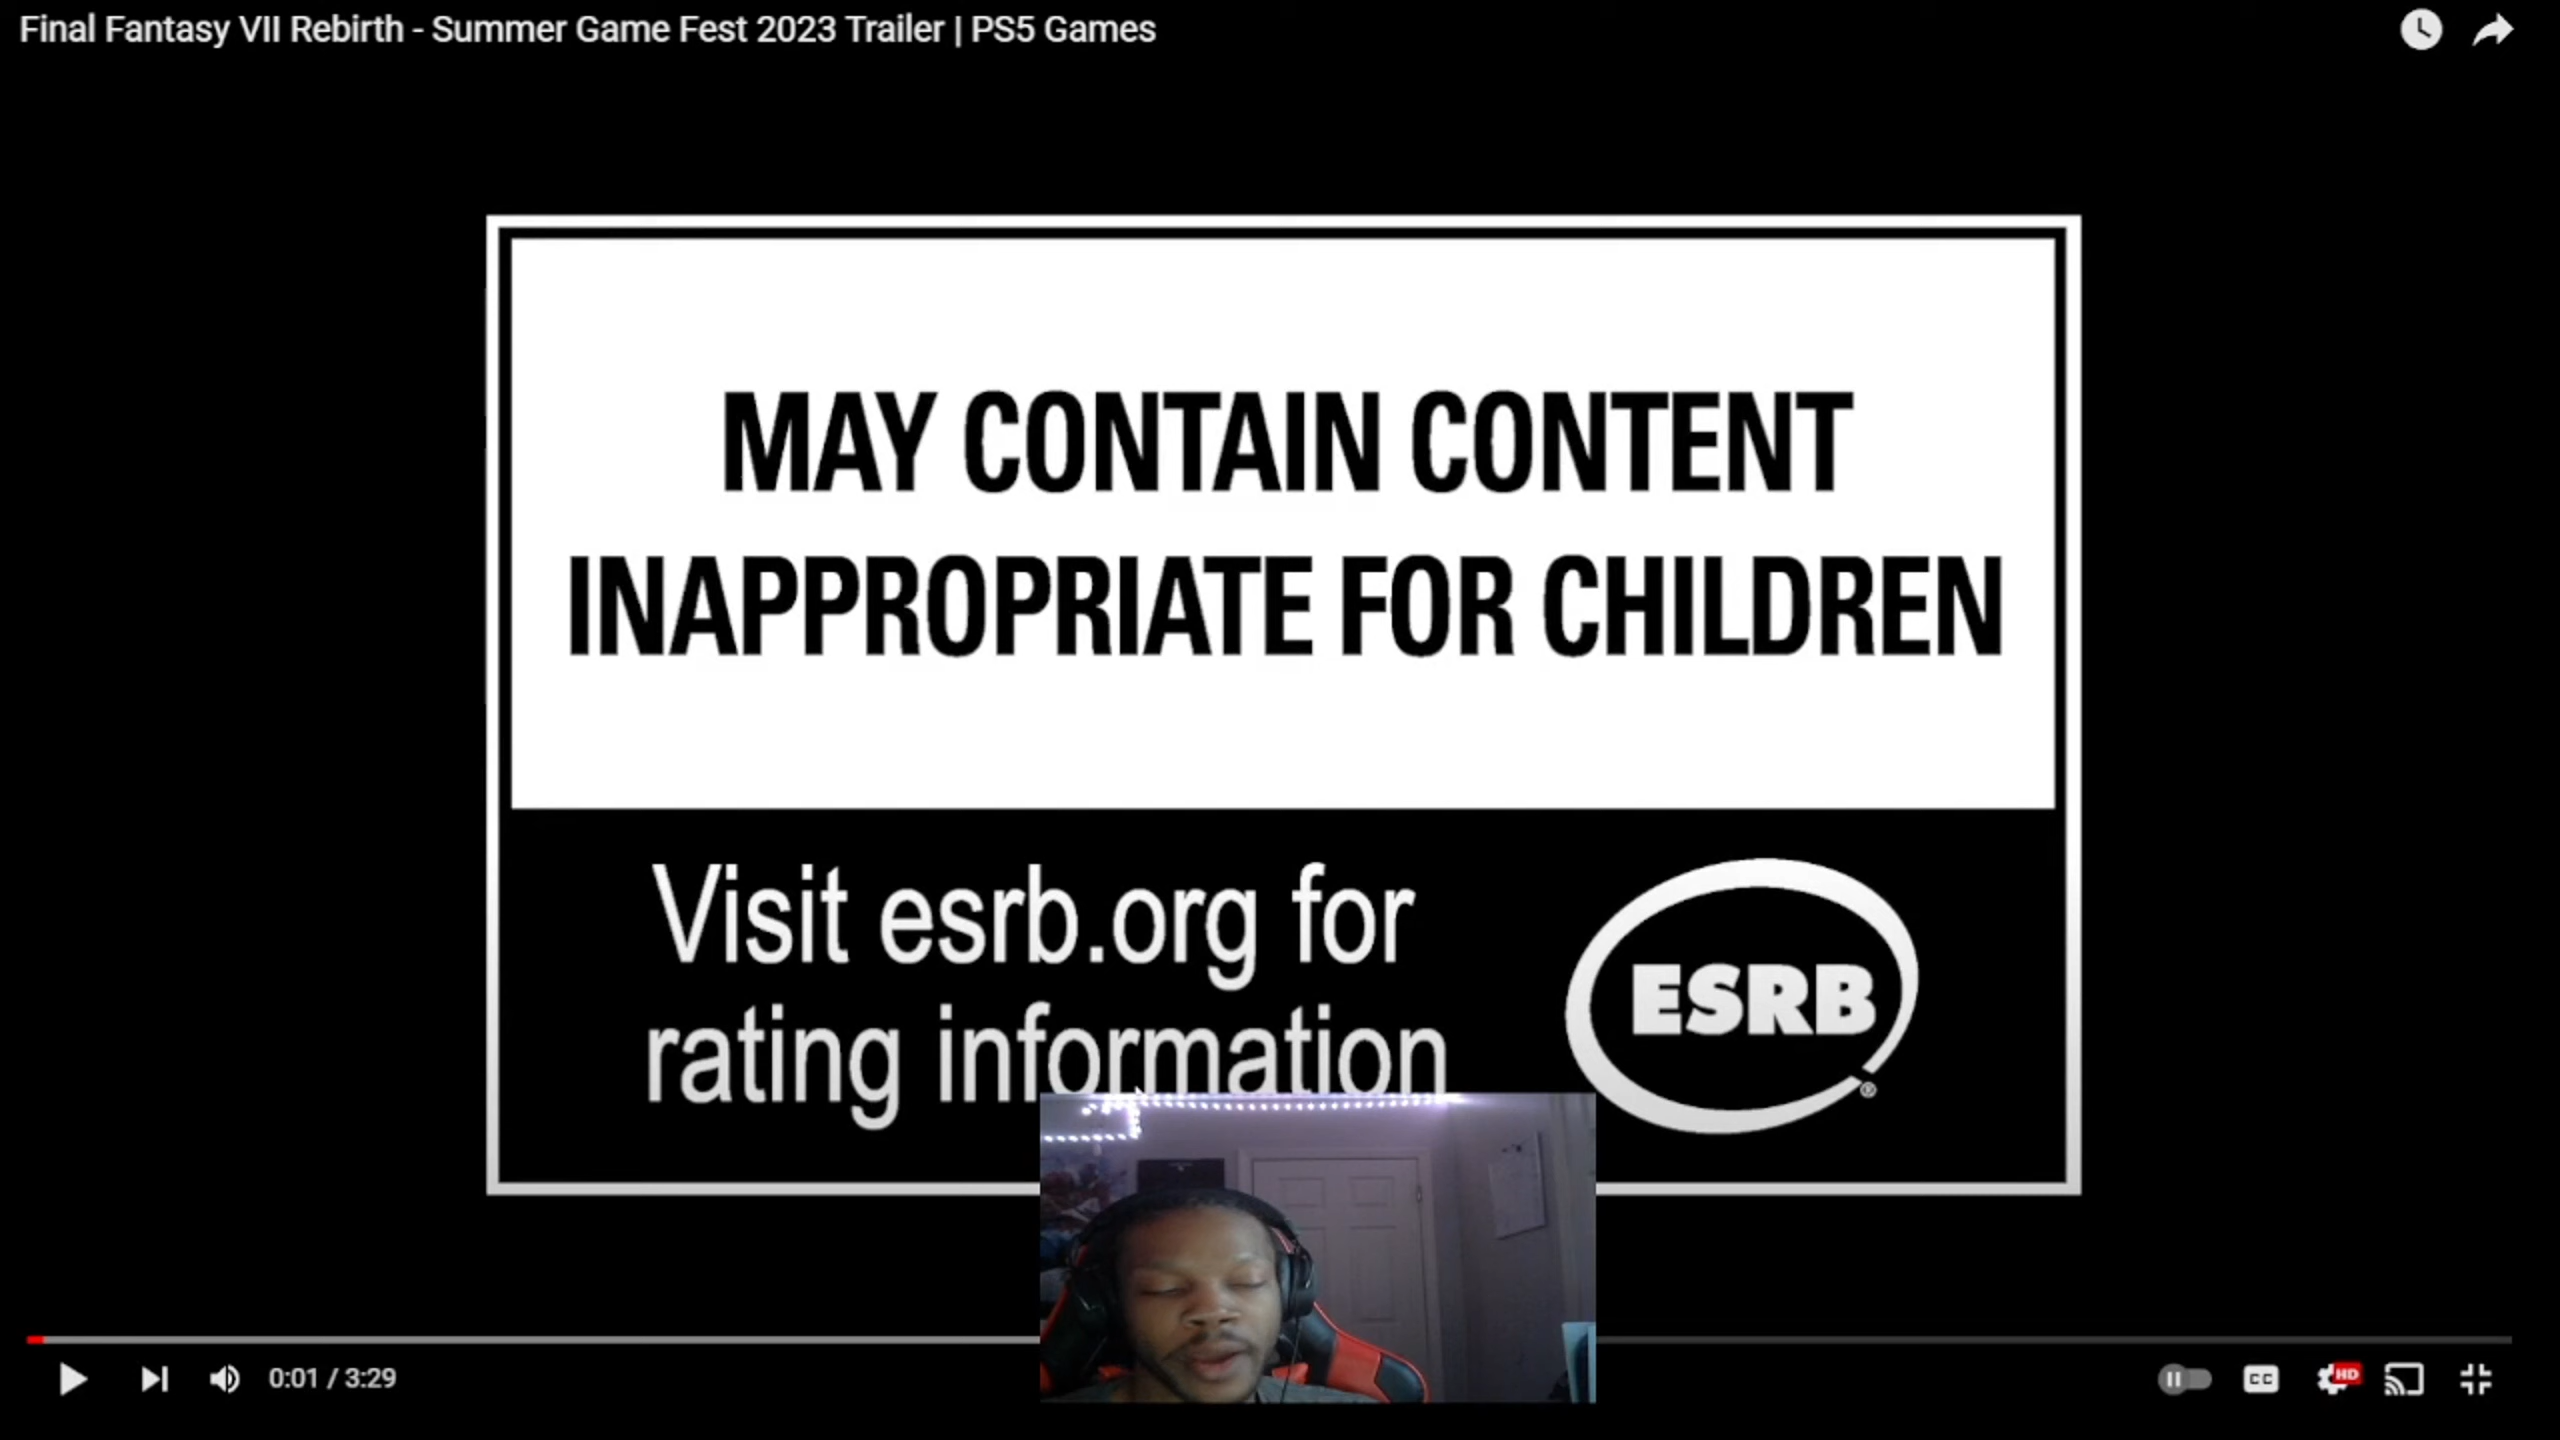 Final Fantasy VII Rebirth - Summer Game Fest 2023 Trailer | PS5 Games
MAY CONTAIN CONTENT
INAPPROPRIATE FOR CHILDREN
Visit esrb.org for
rating information
ESRB
®
0:01 / 3:29
CC
HD